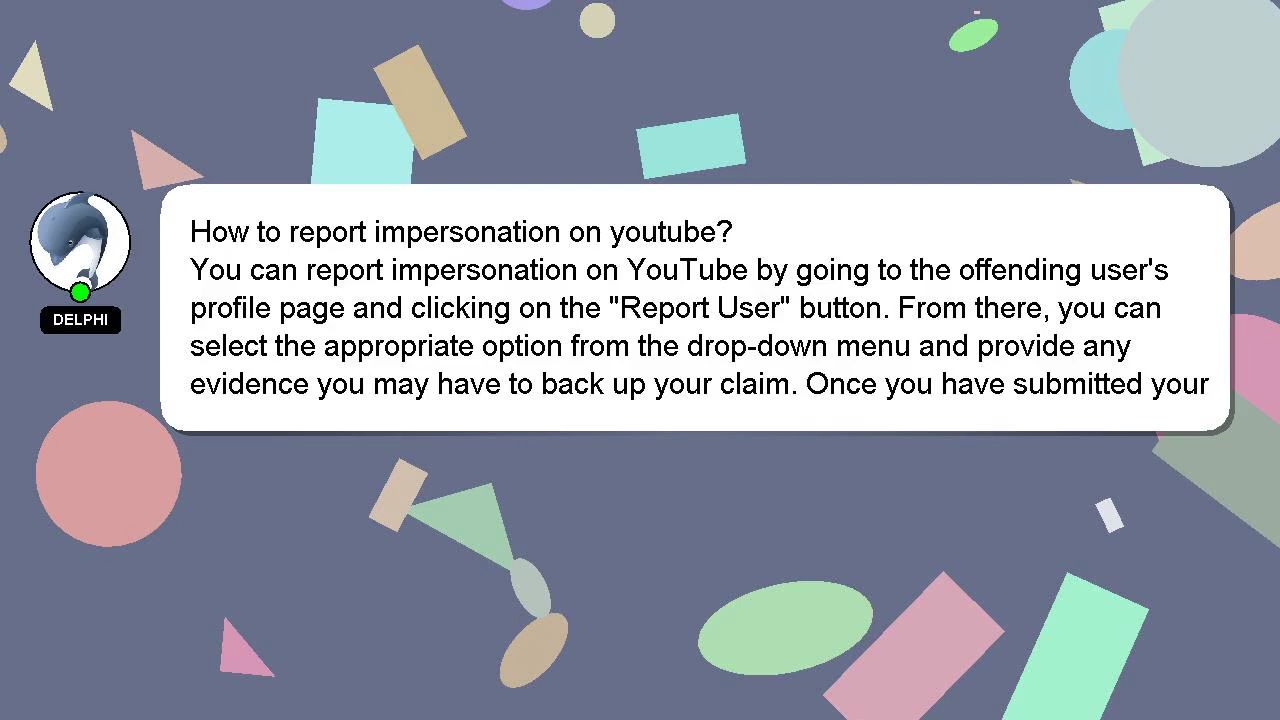 How to report impersonation on youtube?
You can report impersonation on YouTube by going to the offending user's
profile page and clicking on the "Report User" button. From there, you can
select the appropriate option from the drop-down menu and provide any
evidence you may have to back up your claim. Once you have submitted your
DELPHI